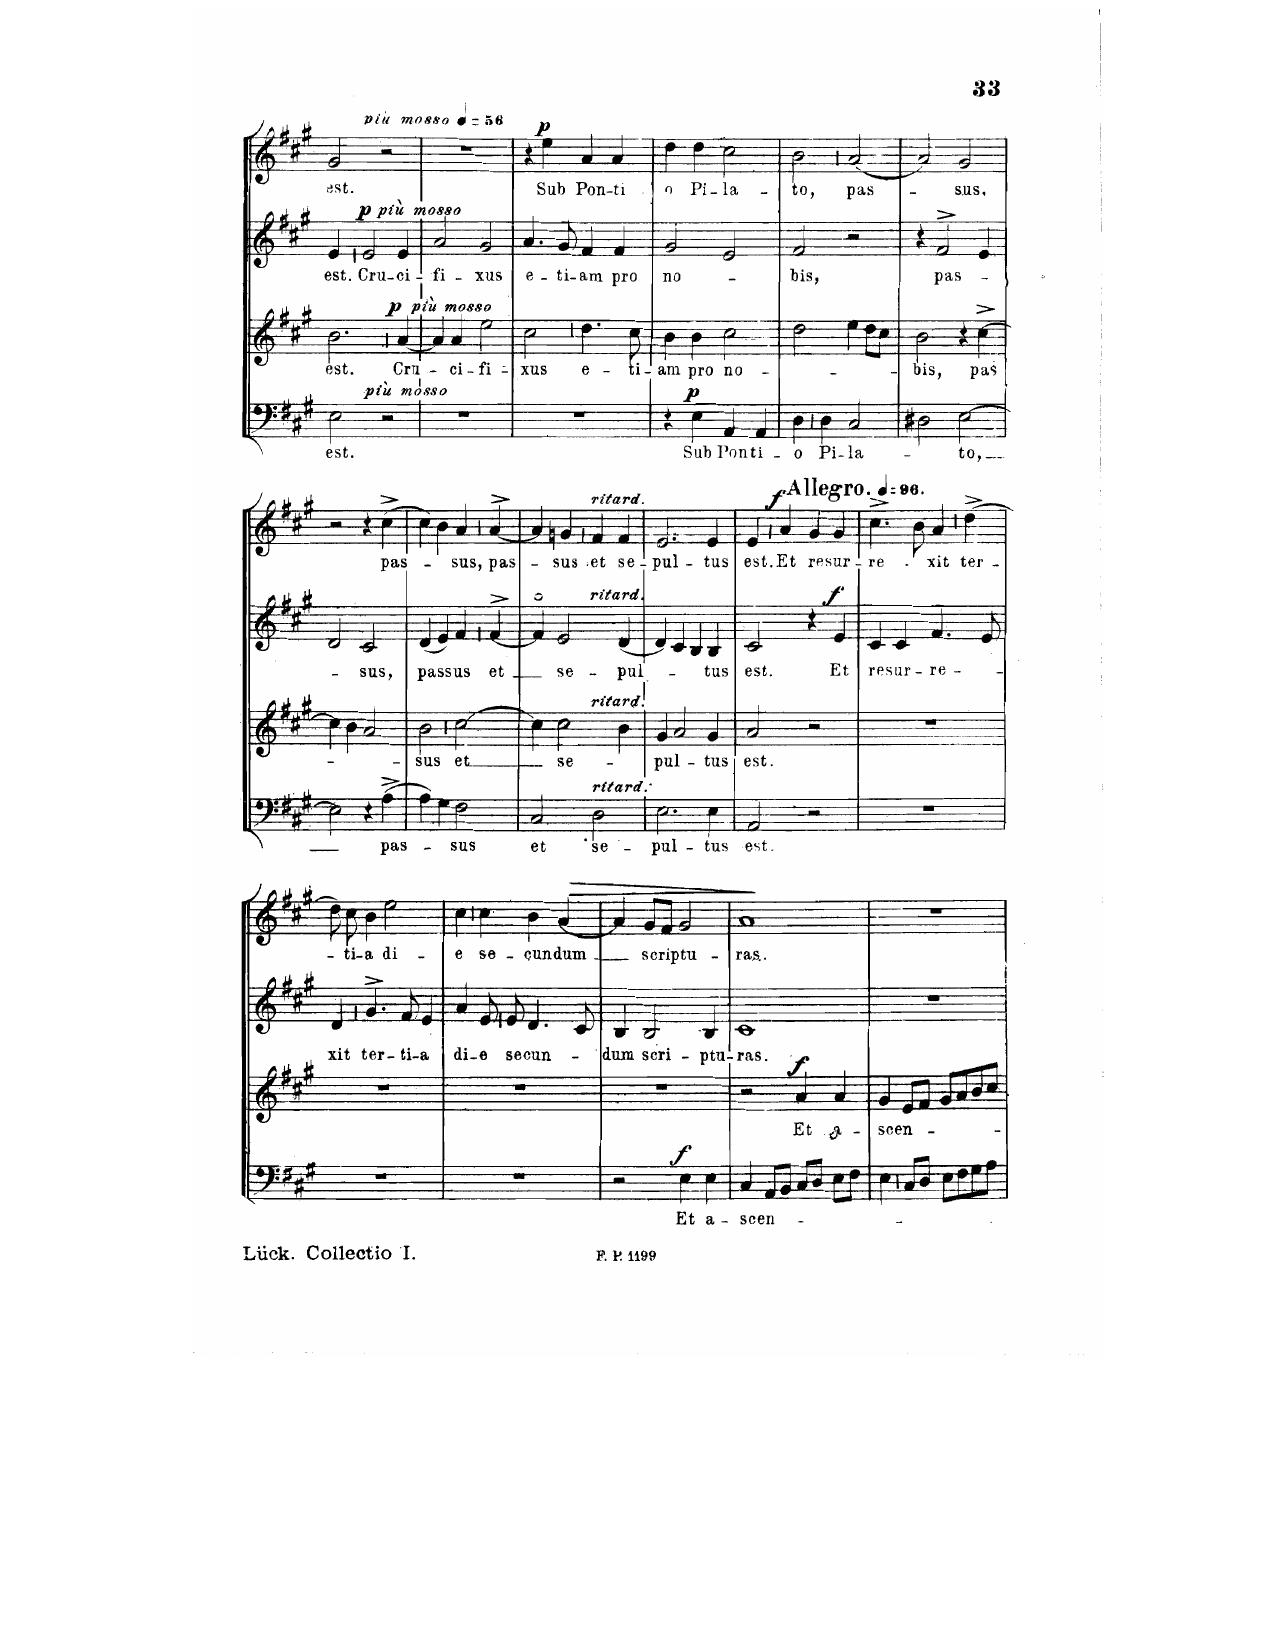 33
più mosso = 56
p
est. Sub Pon-ti o Pi-la - to, pas - sus.
p più mosso
est. Cru-ci-fi - xus e - ti-am pro no - bis, pas -
p più mosso
est. Cru - ci-fi - xus e - ti-am pro no - bis, pas
più mosso
p
est. Sub Ponti - o Pi-la - to,
Allegro. = 96.
ritard. f
pas - sus, pas - sus et se-pul - tus est. Et resur-re - xit ter -
ritard. f
- sus, passus et se - pul - tus est. Et resur-re -
ritard.
- - sus et se - pul - tus est.
ritard.
pas - sus et se - pul - tus est.
- ti-a di - e se - cundum scriptu - ras.
xit ter-ti-a di-e secun - dum scri - ptu-ras.
f
Et a - scen -
f
Et a - scen -
Lück. Collectio I.
F. P. 1199